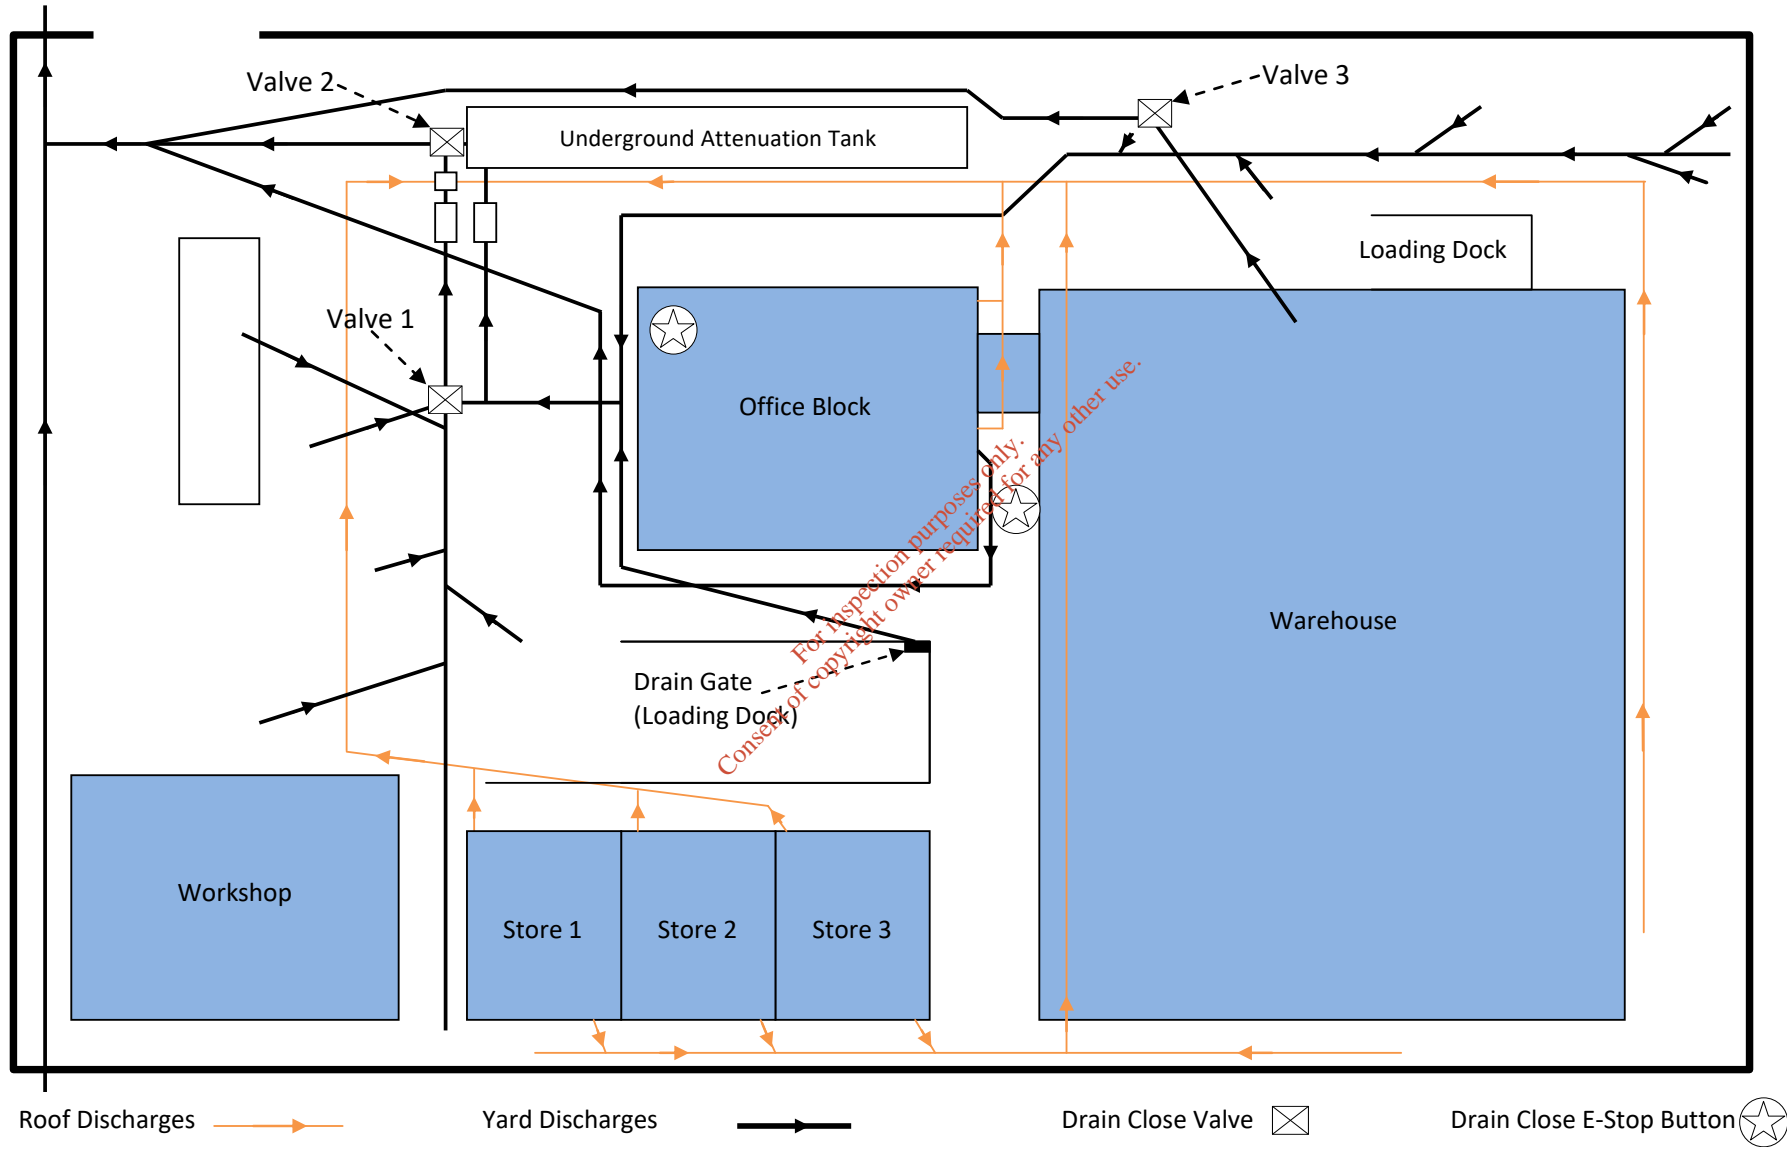 Valve 2
Valve 3
Underground Attenuation Tank
Loading Dock
Valve 1
Office Block
For inspection purposes only.
Consent of copyright owner required for any other use.
Warehouse
Drain Gate
(Loading Dock)
Workshop
Store 1
Store 2
Store 3
Roof Discharges
Yard Discharges
Drain Close Valve
Drain Close E-Stop Button